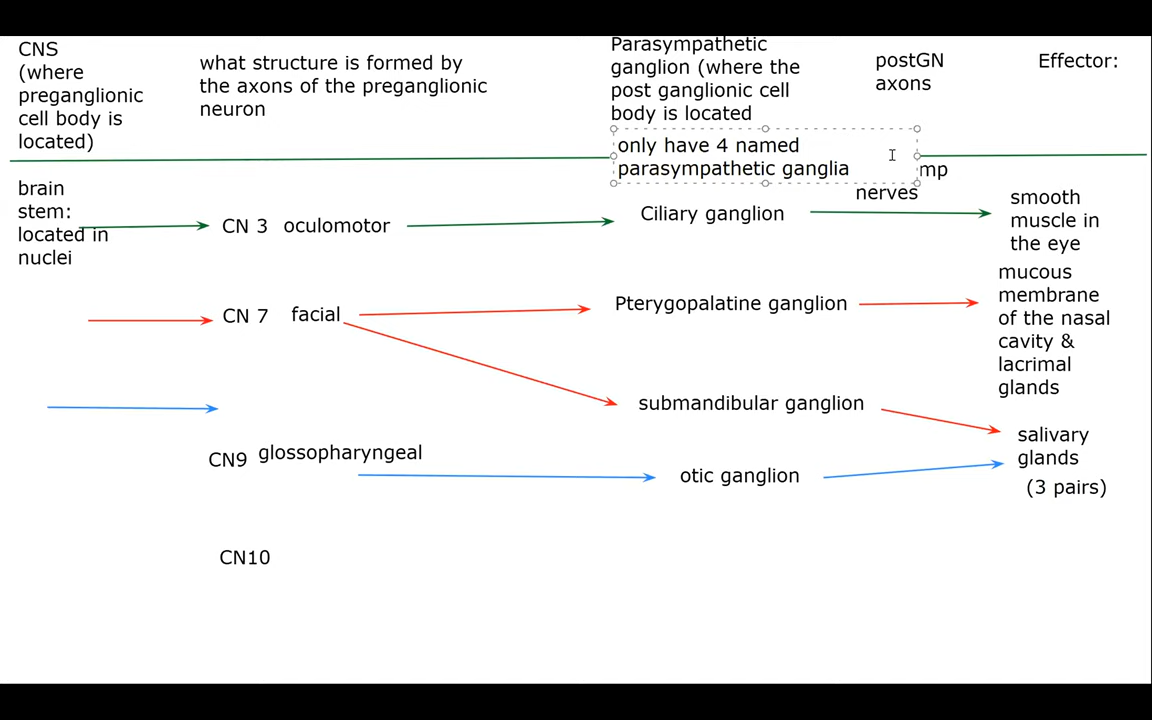 CNS
(where
preganglionic
cell body is
located)
what structure is formed by
the axons of the preganglionic
neuron
Parasympathetic
ganglion (where the
post ganglionic cell
body is located
postGN
axons
Effector:
only have 4 named
parasympathetic ganglia
mp
nerves
brain
stem:
located in
nuclei
CN 3 oculomotor
Ciliary ganglion
smooth
muscle in
the eye
CN 7 facial
Pterygopalatine ganglion
mucous
membrane
of the nasal
cavity &
lacrimal
glands
submandibular ganglion
salivary
glands
(3 pairs)
CN9 glossopharyngeal
otic ganglion
CN10